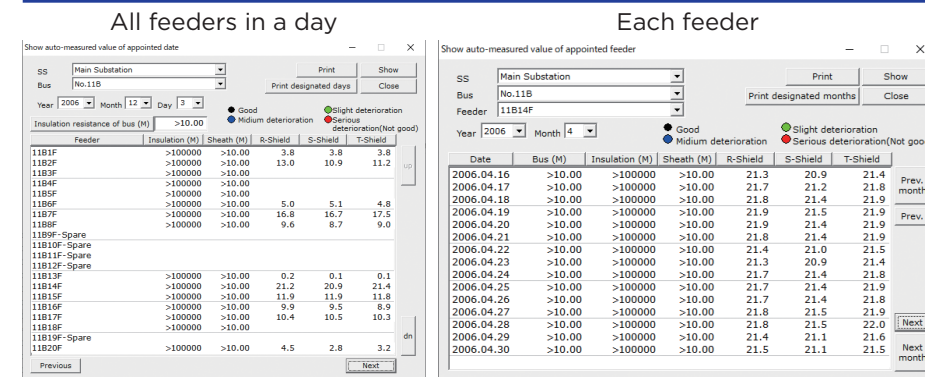 All feeders in a day
Show auto-measured value of appointed date
SS Main Substation Print Show
Bus No.11B Print designated days Close
Year 2006 Month 12 Day 3 Good Slight deterioration
Midium deterioration Serious deterioration(Not good)
Insulation resistance of bus (M) >10.00
Feeder Insulation (M) Sheath (M) R-Shield S-Shield T-Shield
11B1F >100000 >10.00 3.8 3.8 3.8
11B2F >100000 >10.00 13.0 10.9 11.2
11B3F >100000 >10.00
11B4F >100000 >10.00
11B5F >100000 >10.00
11B6F >100000 >10.00 5.0 5.1 4.8
11B7F >100000 >10.00 16.8 16.7 17.5
11B8F >100000 >10.00 9.6 8.7 9.0
11B9F-Spare
11B10F-Spare
11B11F-Spare
11B12F-Spare
11B13F >100000 >10.00 0.2 0.1 0.1
11B14F >100000 >10.00 21.2 20.9 21.4
11B15F >100000 >10.00 11.9 11.9 11.8
11B16F >100000 >10.00 9.9 9.5 8.9
11B17F >100000 >10.00 10.4 10.5 10.3
11B18F >100000 >10.00
11B19F-Spare
11B20F >100000 >10.00 4.5 2.8 3.2
up
dn
Previous Next
Each feeder
Show auto-measured value of appointed feeder
SS Main Substation Print Show
Bus No.11B Print designated months Close
Feeder 11B14F
Year 2006 Month 4 Good Slight deterioration
Midium deterioration Serious deterioration(Not good
Date Bus (M) Insulation (M) Sheath (M) R-Shield S-Shield T-Shield
2006.04.16 >10.00 >100000 >10.00 21.3 20.9 21.4
2006.04.17 >10.00 >100000 >10.00 21.7 21.2 21.8
2006.04.18 >10.00 >100000 >10.00 21.8 21.4 21.9
2006.04.19 >10.00 >100000 >10.00 21.9 21.5 21.9
2006.04.20 >10.00 >100000 >10.00 21.9 21.4 21.9
2006.04.21 >10.00 >100000 >10.00 21.8 21.4 21.9
2006.04.22 >10.00 >100000 >10.00 21.4 21.0 21.5
2006.04.23 >10.00 >100000 >10.00 21.3 20.9 21.4
2006.04.24 >10.00 >100000 >10.00 21.7 21.4 21.8
2006.04.25 >10.00 >100000 >10.00 21.7 21.4 21.9
2006.04.26 >10.00 >100000 >10.00 21.7 21.4 21.8
2006.04.27 >10.00 >100000 >10.00 21.8 21.5 21.9
2006.04.28 >10.00 >100000 >10.00 21.8 21.5 22.0
2006.04.29 >10.00 >100000 >10.00 21.4 21.1 21.6
2006.04.30 >10.00 >100000 >10.00 21.5 21.1 21.5
Prev.
month
Prev.
Next
Next
month